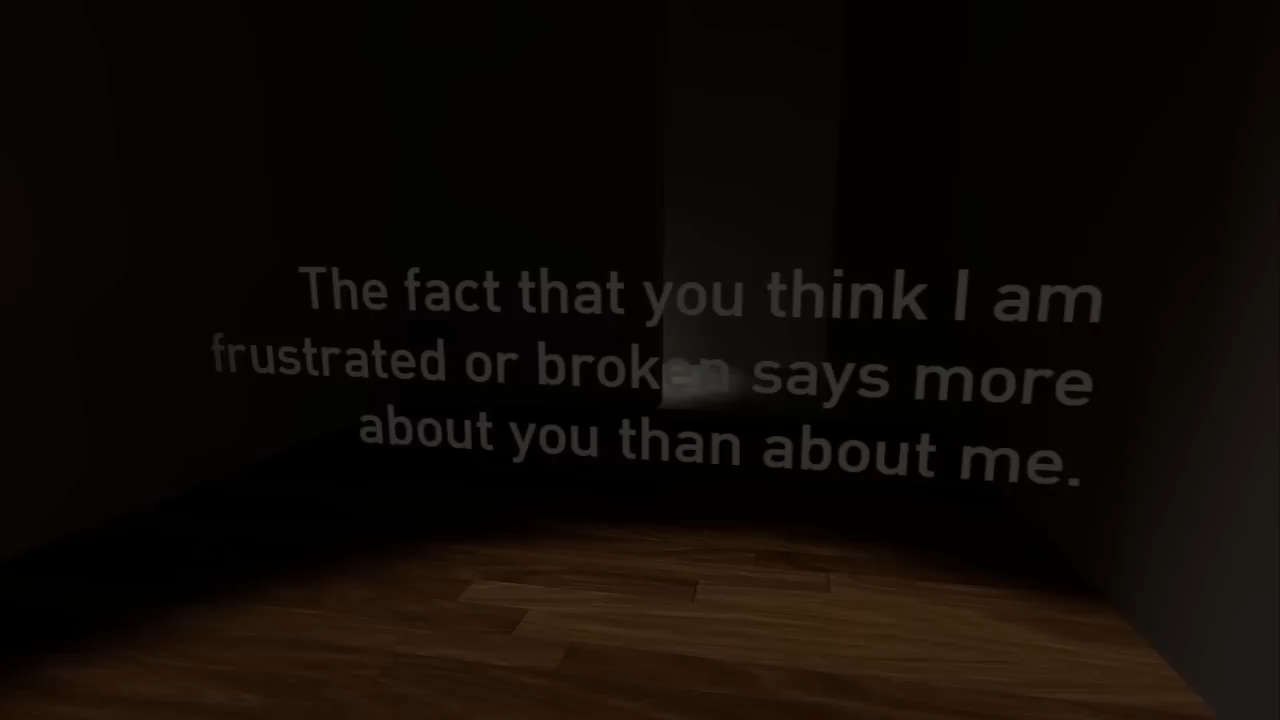 The fact that you think I am
frustrated or broken says more
about you than about me.